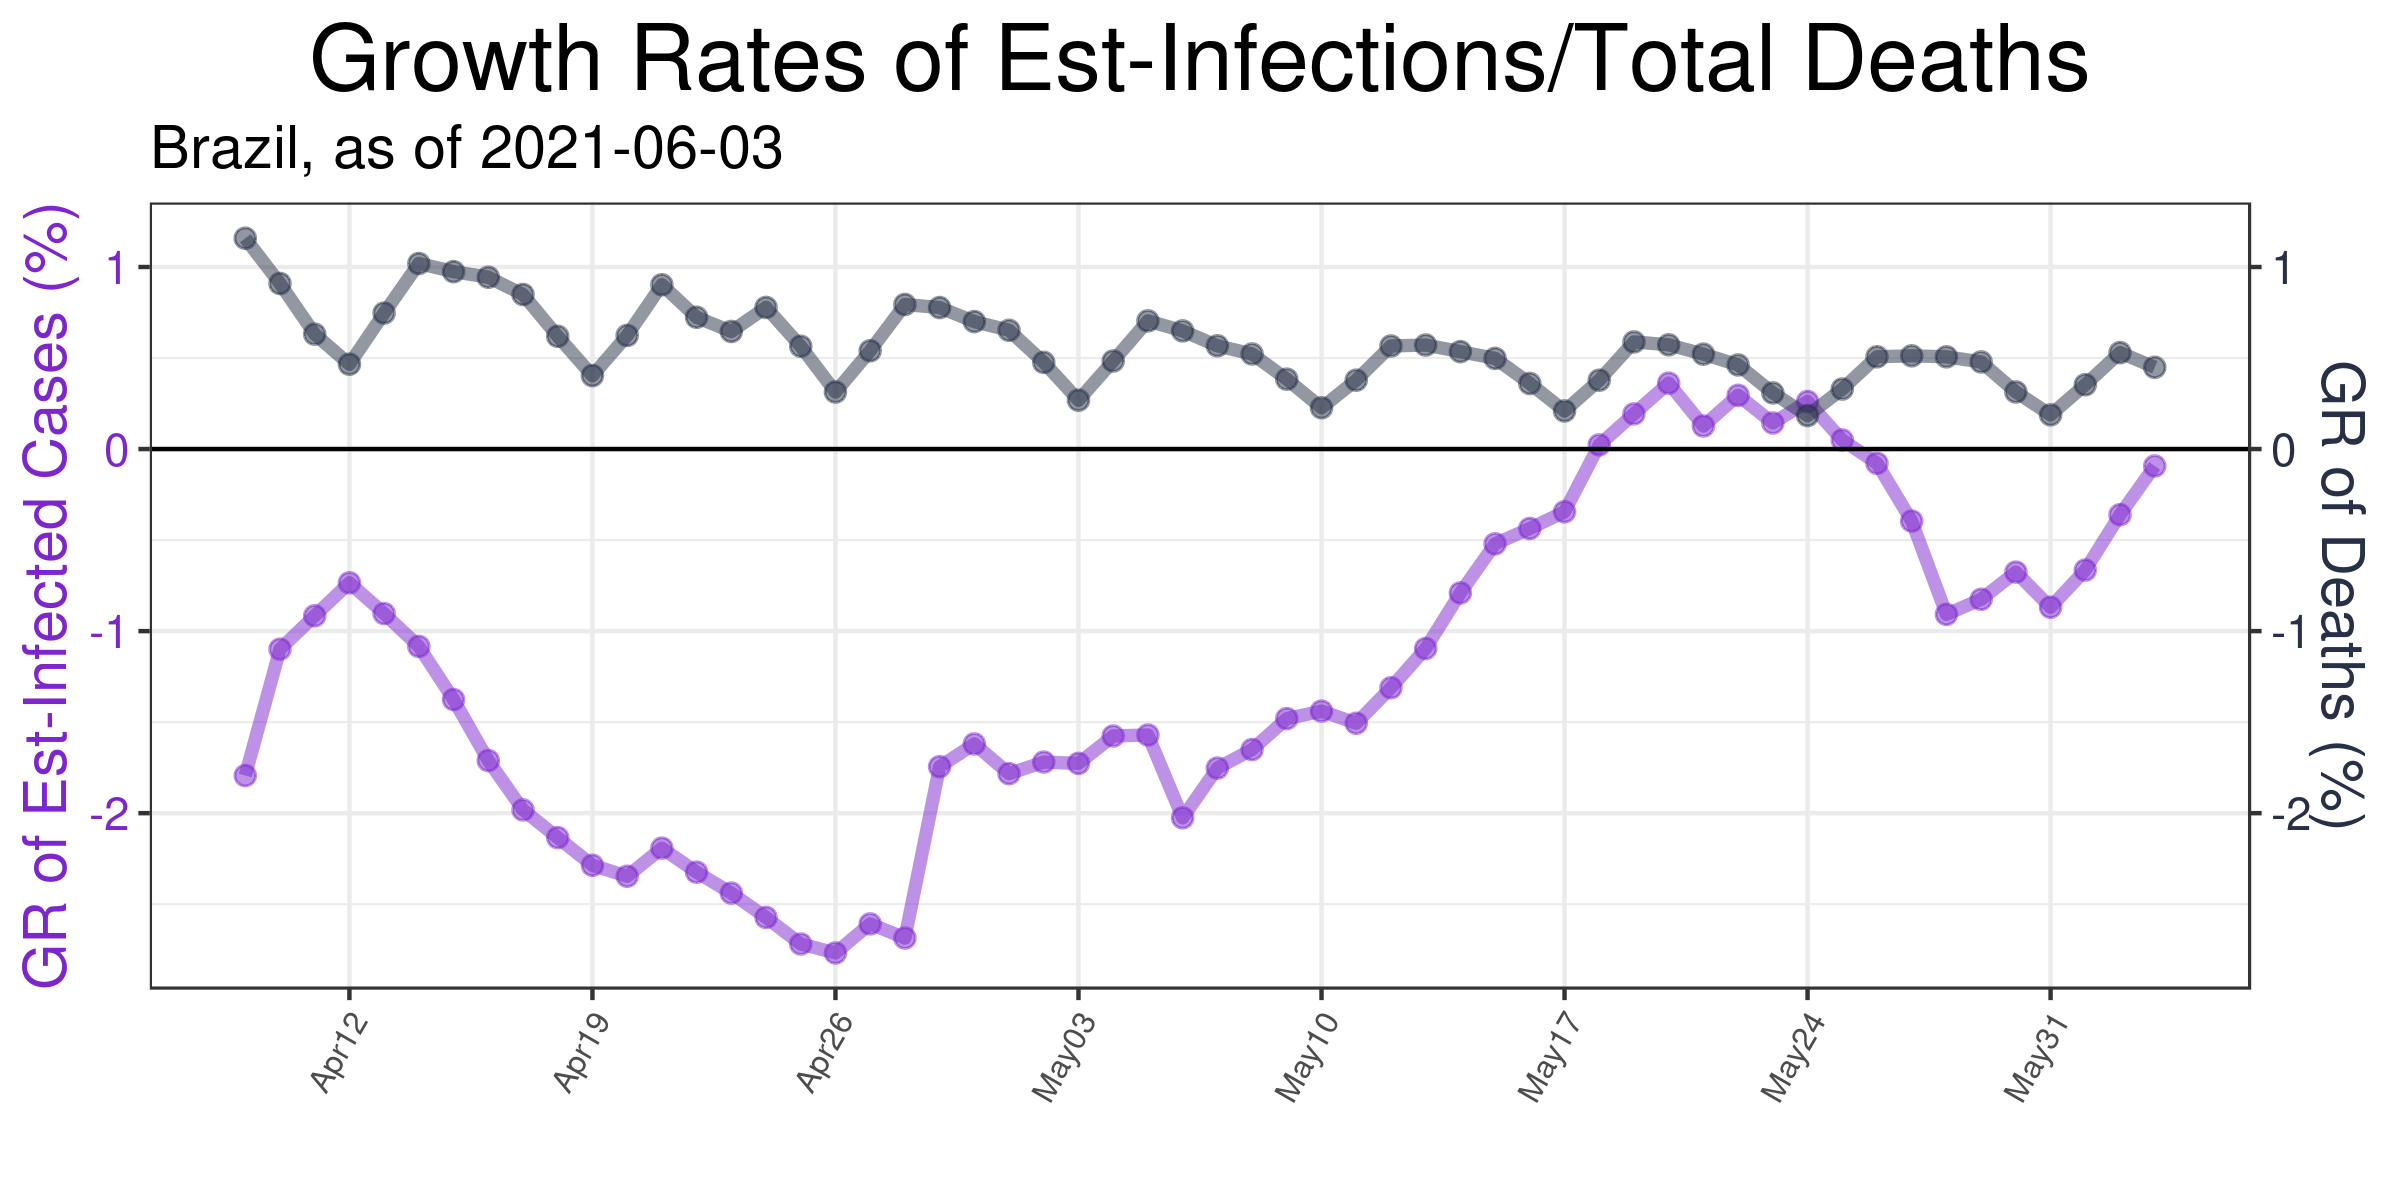 Growth Rates of Est-Infections/Total Deaths
Brazil, as of 2021-06-03
GR of Est-Infected Cases (%)
1
0
-1
-2
1
0
-1
-2
GR of Deaths (%)
Apr12
Apr19
Apr26
May03
May10
May17
May24
May31